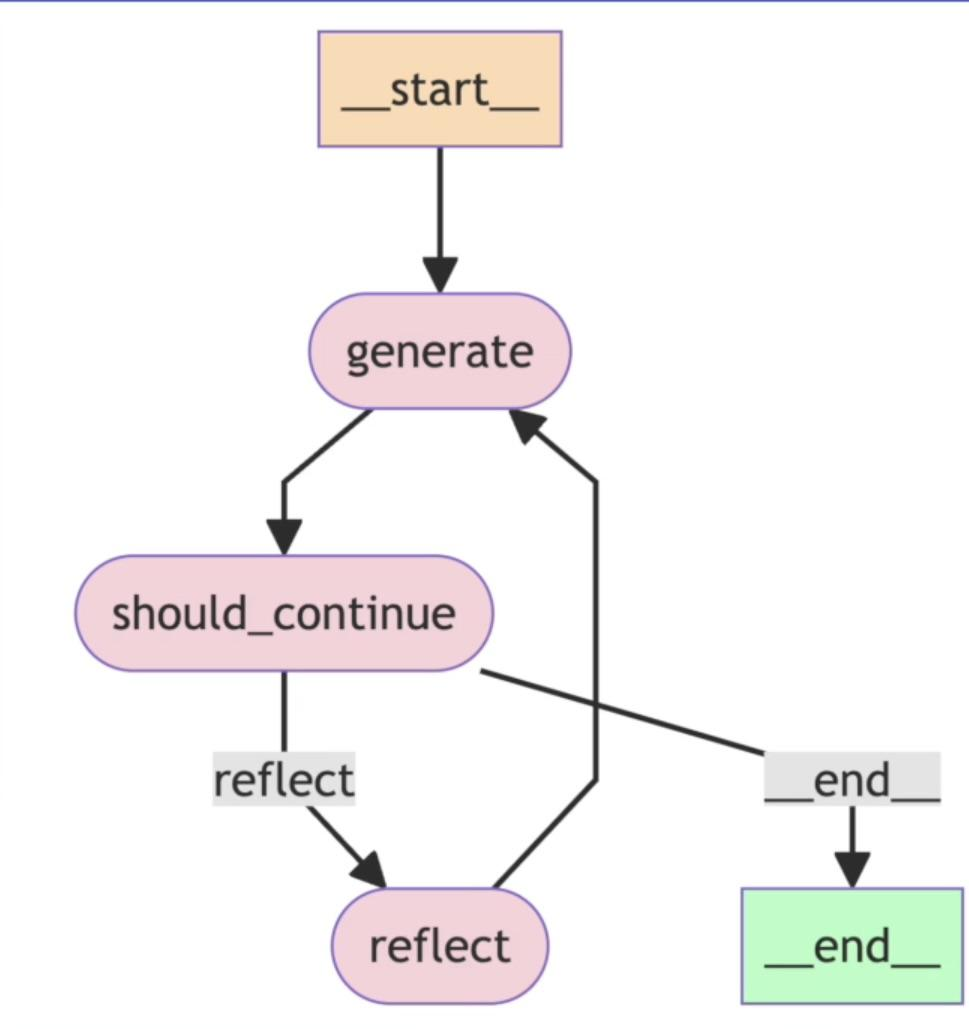 __start__
generate
should_continue
reflect
__end__
reflect
__end__